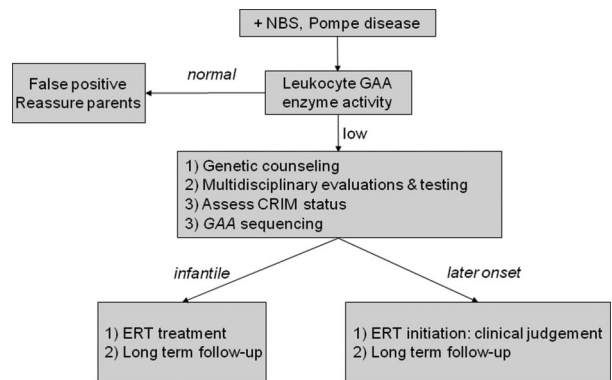 + NBS, Pompe disease
normal
False positive
Reassure parents
Leukocyte GAA
enzyme activity
low
1) Genetic counseling
2) Multidisciplinary evaluations & testing
3) Assess CRIM status
3) GAA sequencing
infantile
later onset
1) ERT treatment
2) Long term follow-up
1) ERT initiation: clinical judgement
2) Long term follow-up